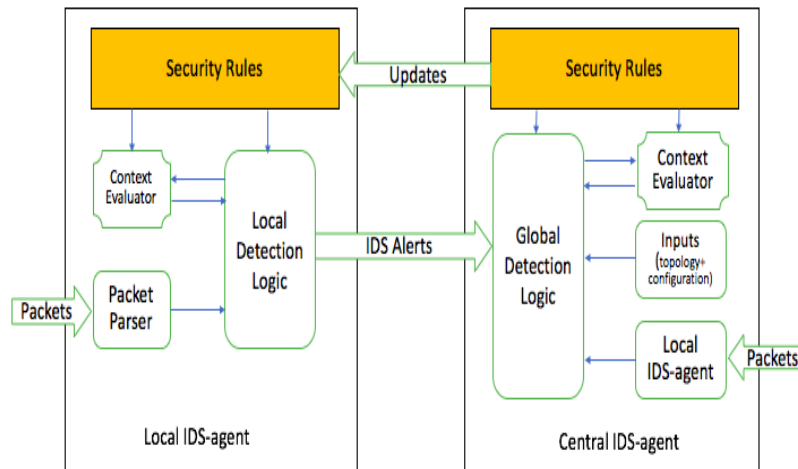 Security Rules
Updates
Security Rules
Context
Evaluator
Local
Detection
Logic
IDS Alerts
Global
Detection
Logic
Context
Evaluator
Inputs
(topology+
configuration)
Packets
Packet
Parser
Local
IDS-agent
Packets
Local IDS-agent
Central IDS-agent